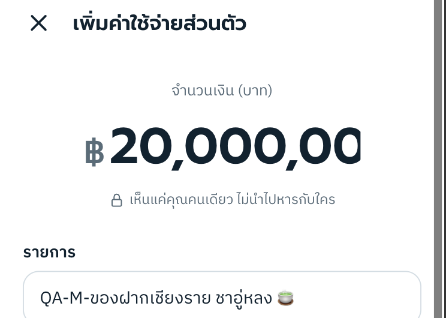 เพิ่มค่าใช้จ่ายส่วนตัว
จำนวนเงิน (บาท)
฿20,000,00
เห็นแค่คุณคนเดียว ไม่นำไปหารกับใคร
รายการ
QA-M-ของฝากเชียงราย ชาอู่หลง 🍵